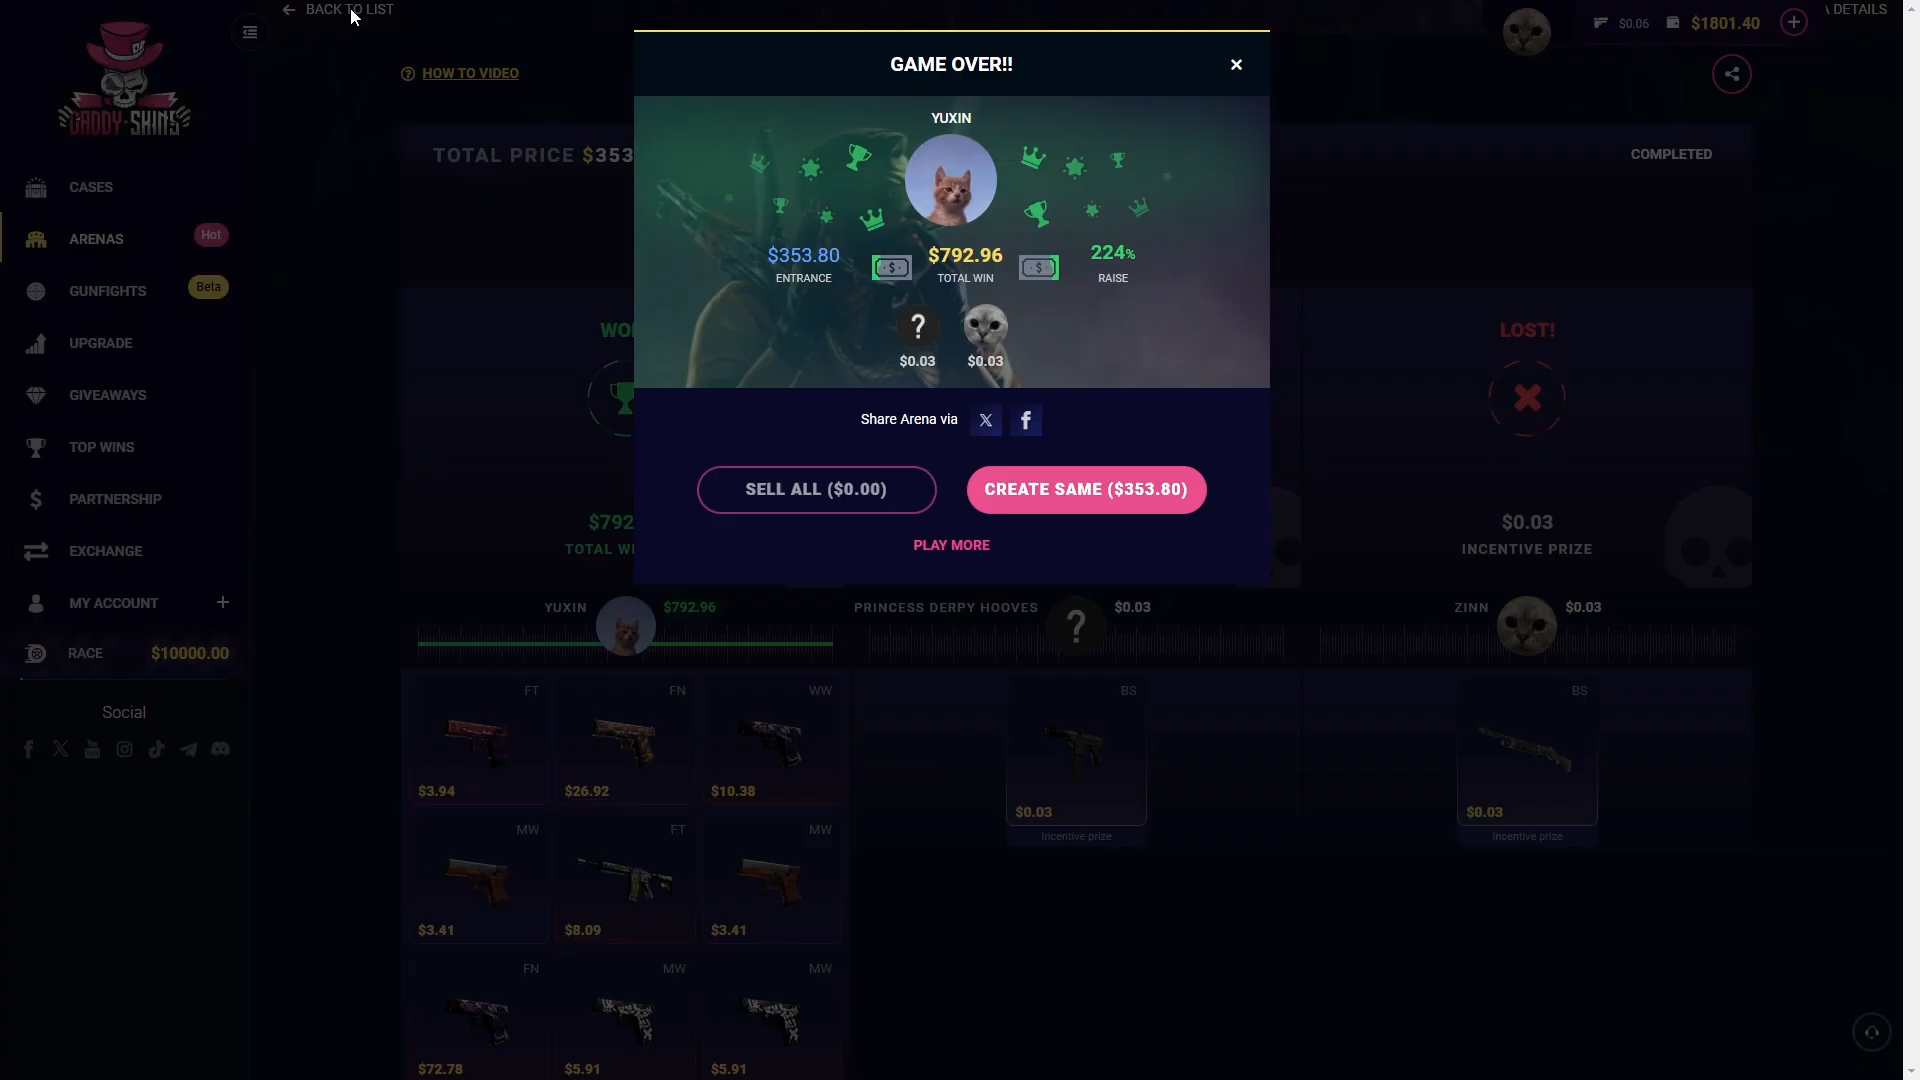 BACK TO LIST
$0.06
$1801.40
DETAILS
DADDY-SKINS
HOW TO VIDEO
GAME OVER!!
YUXIN
TOTAL PRICE $353
COMPLETED
CASES
ARENAS
Hot
GUNFIGHTS
Beta
UPGRADE
GIVEAWAYS
TOP WINS
PARTNERSHIP
EXCHANGE
MY ACCOUNT
RACE
$10000.00
Social
$353.80
ENTRANCE
$792.96
TOTAL WIN
224%
RAISE
?
$0.03
$0.03
Share Arena via
SELL ALL ($0.00)
CREATE SAME ($353.80)
PLAY MORE
LOST!
$792
$0.03
INCENTIVE PRIZE
YUXIN
$792.96
PRINCESS DERPY HOOVES
?
$0.03
ZINN
$0.03
FT
$3.94
FN
$26.92
WW
$10.38
BS
$0.03
Incentive prize
BS
$0.03
Incentive prize
MW
$3.41
FT
$8.09
MW
$3.41
FN
$72.78
MW
$5.91
MW
$5.91